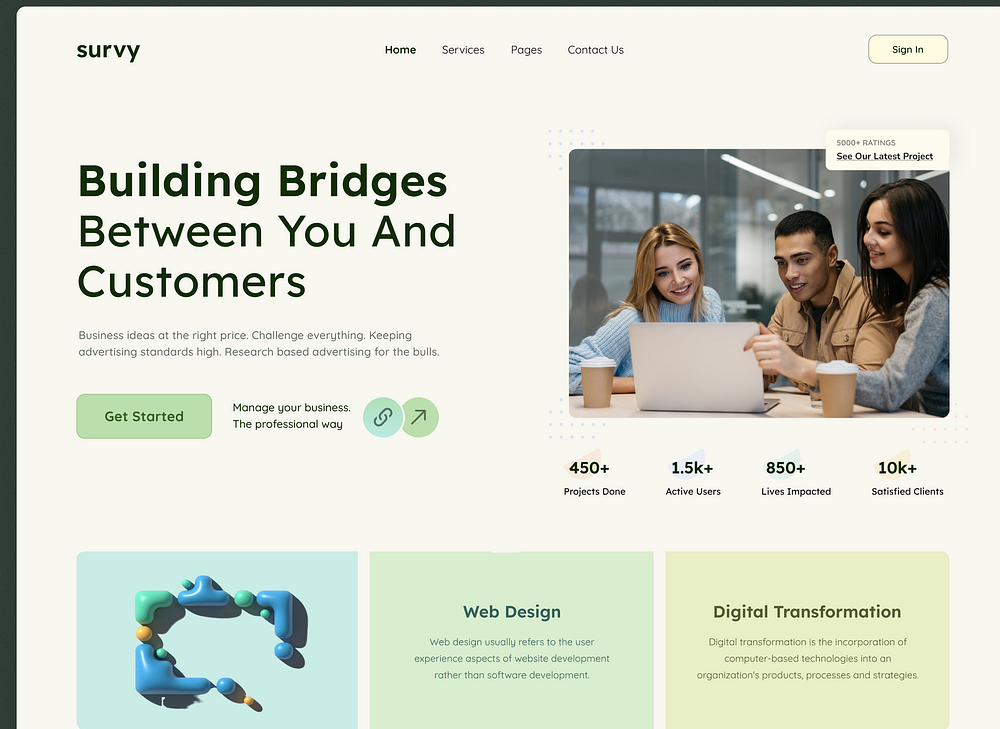 survy
Home
Services
Pages
Contact Us
Sign In
Building Bridges
Between You And
Customers
Business ideas at the right price. Challenge everything. Keeping
advertising standards high. Research based advertising for the bulls.
Get Started
Manage your business.
The professional way
5000+ RATINGS
See Our Latest Project
450+
Projects Done
1.5k+
Active Users
850+
Lives Impacted
10k+
Satisfied Clients
Web Design
Web design usually refers to the user
experience aspects of website development
rather than software development.
Digital Transformation
Digital transformation is the incorporation of
computer-based technologies into an
organization's products, processes and strategies.